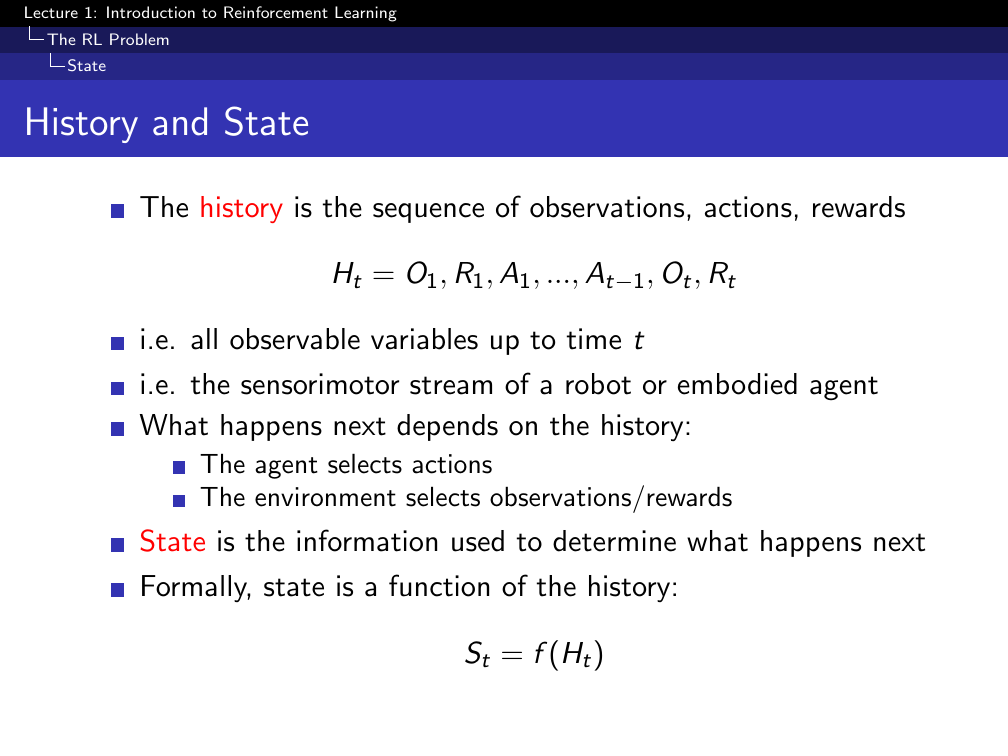 Lecture 1: Introduction to Reinforcement Learning
The RL Problem
State
History and State
The history is the sequence of observations, actions, rewards
H_t = O_1, R_1, A_1, ..., A_{t−1}, O_t, R_t
i.e. all observable variables up to time t
i.e. the sensorimotor stream of a robot or embodied agent
What happens next depends on the history:
The agent selects actions
The environment selects observations/rewards
State is the information used to determine what happens next
Formally, state is a function of the history:
S_t = f(H_t)